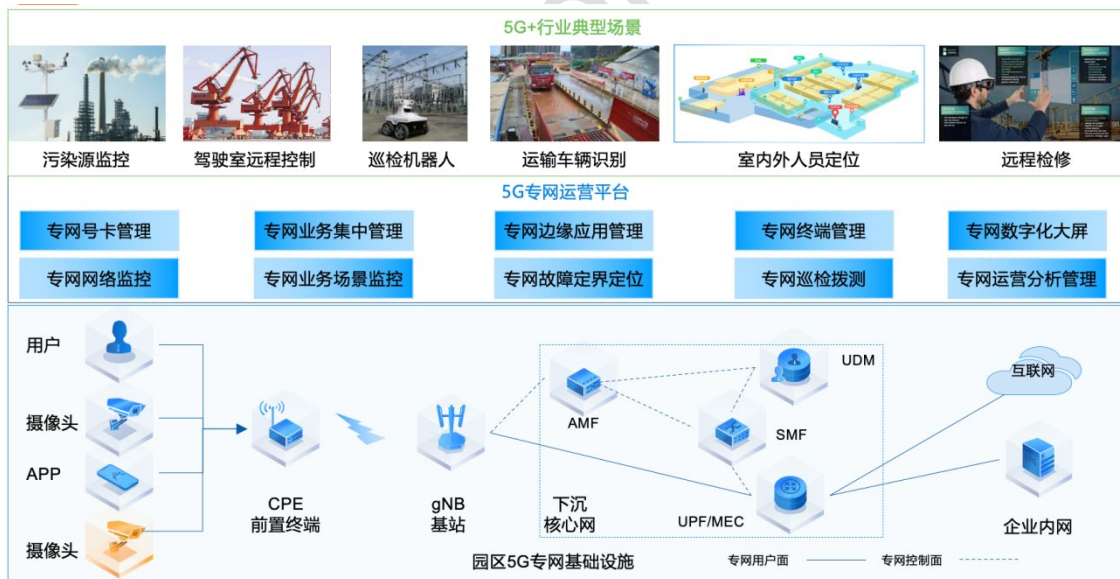 5G+行业典型场景
污染源监控
驾驶室远程控制
巡检机器人
运输车辆识别
室内外人员定位
远程检修
5G专网运营平台
专网号卡管理
专网业务集中管理
专网边缘应用管理
专网终端管理
专网数字化大屏
专网网络监控
专网业务场景监控
专网故障定界定位
专网巡检拨测
专网运营分析管理
用户
摄像头
APP
摄像头
CPE
前置终端
gNB
基站
下沉
核心网
AMF
UDM
SMF
UPF/MEC
互联网
企业内网
园区5G专网基础设施
专网用户面
专网控制面